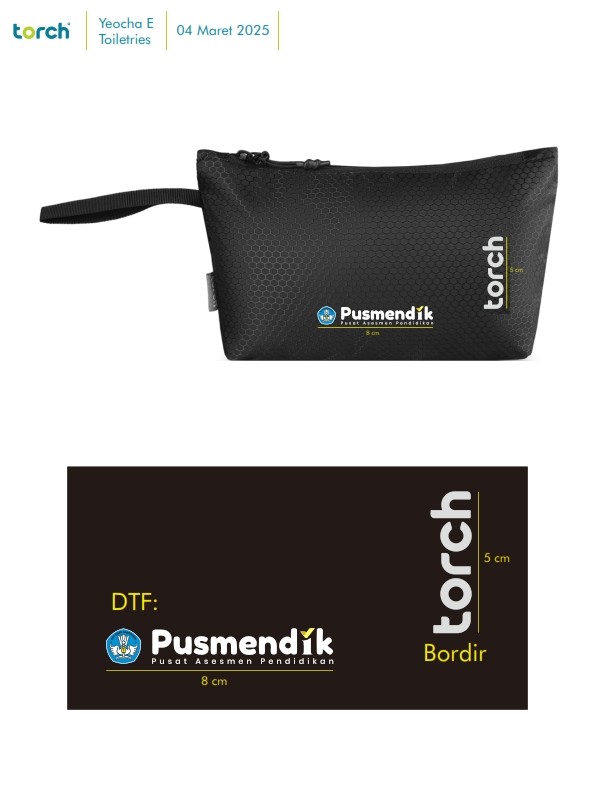 torch
Yeocha E
Toiletries
04 Maret 2025
torch
5 cm
Pusmendik
Pusat Asesmen Pendidikan
8 cm
torch
5 cm
DTF:
Pusmendik
Pusat Asesmen Pendidikan
8 cm
Bordir